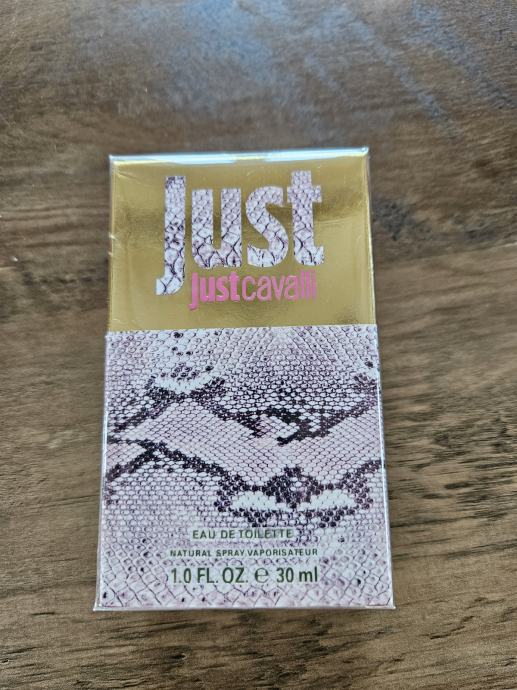 Just
justcavalli
EAU DE TOILETTE
NATURAL SPRAY VAPORISATEUR
1.0 FL. OZ. ℮ 30 ml